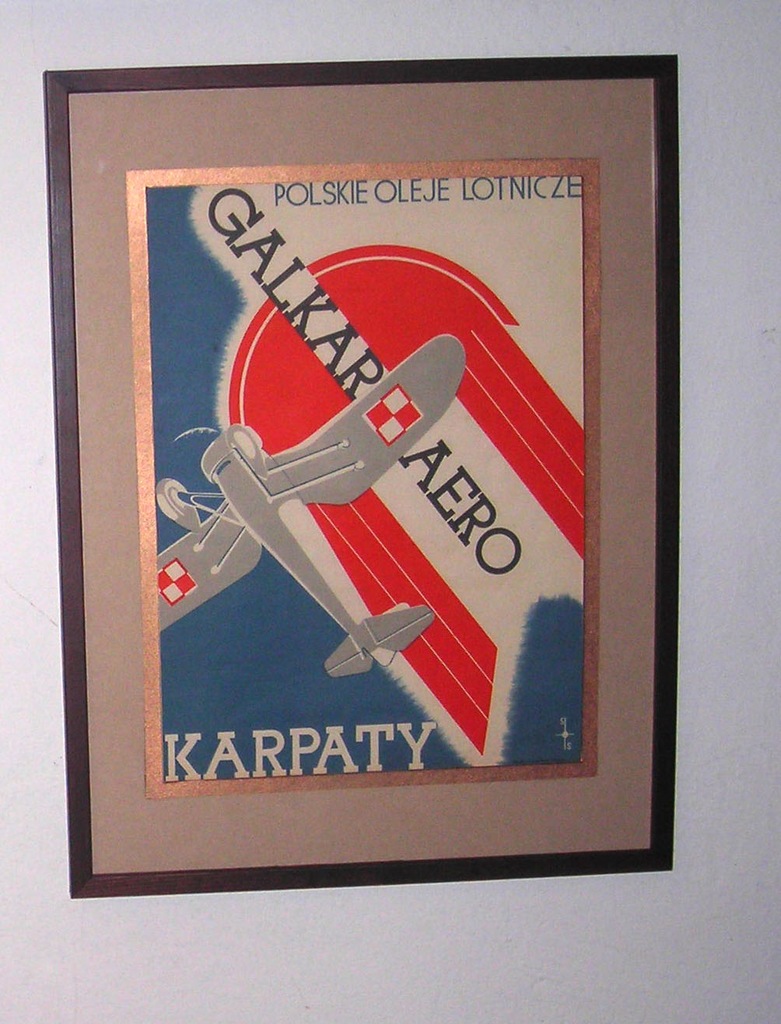 POLSKIE OLEJE LOTNICZE
GALKAR
AERO
KARPATY